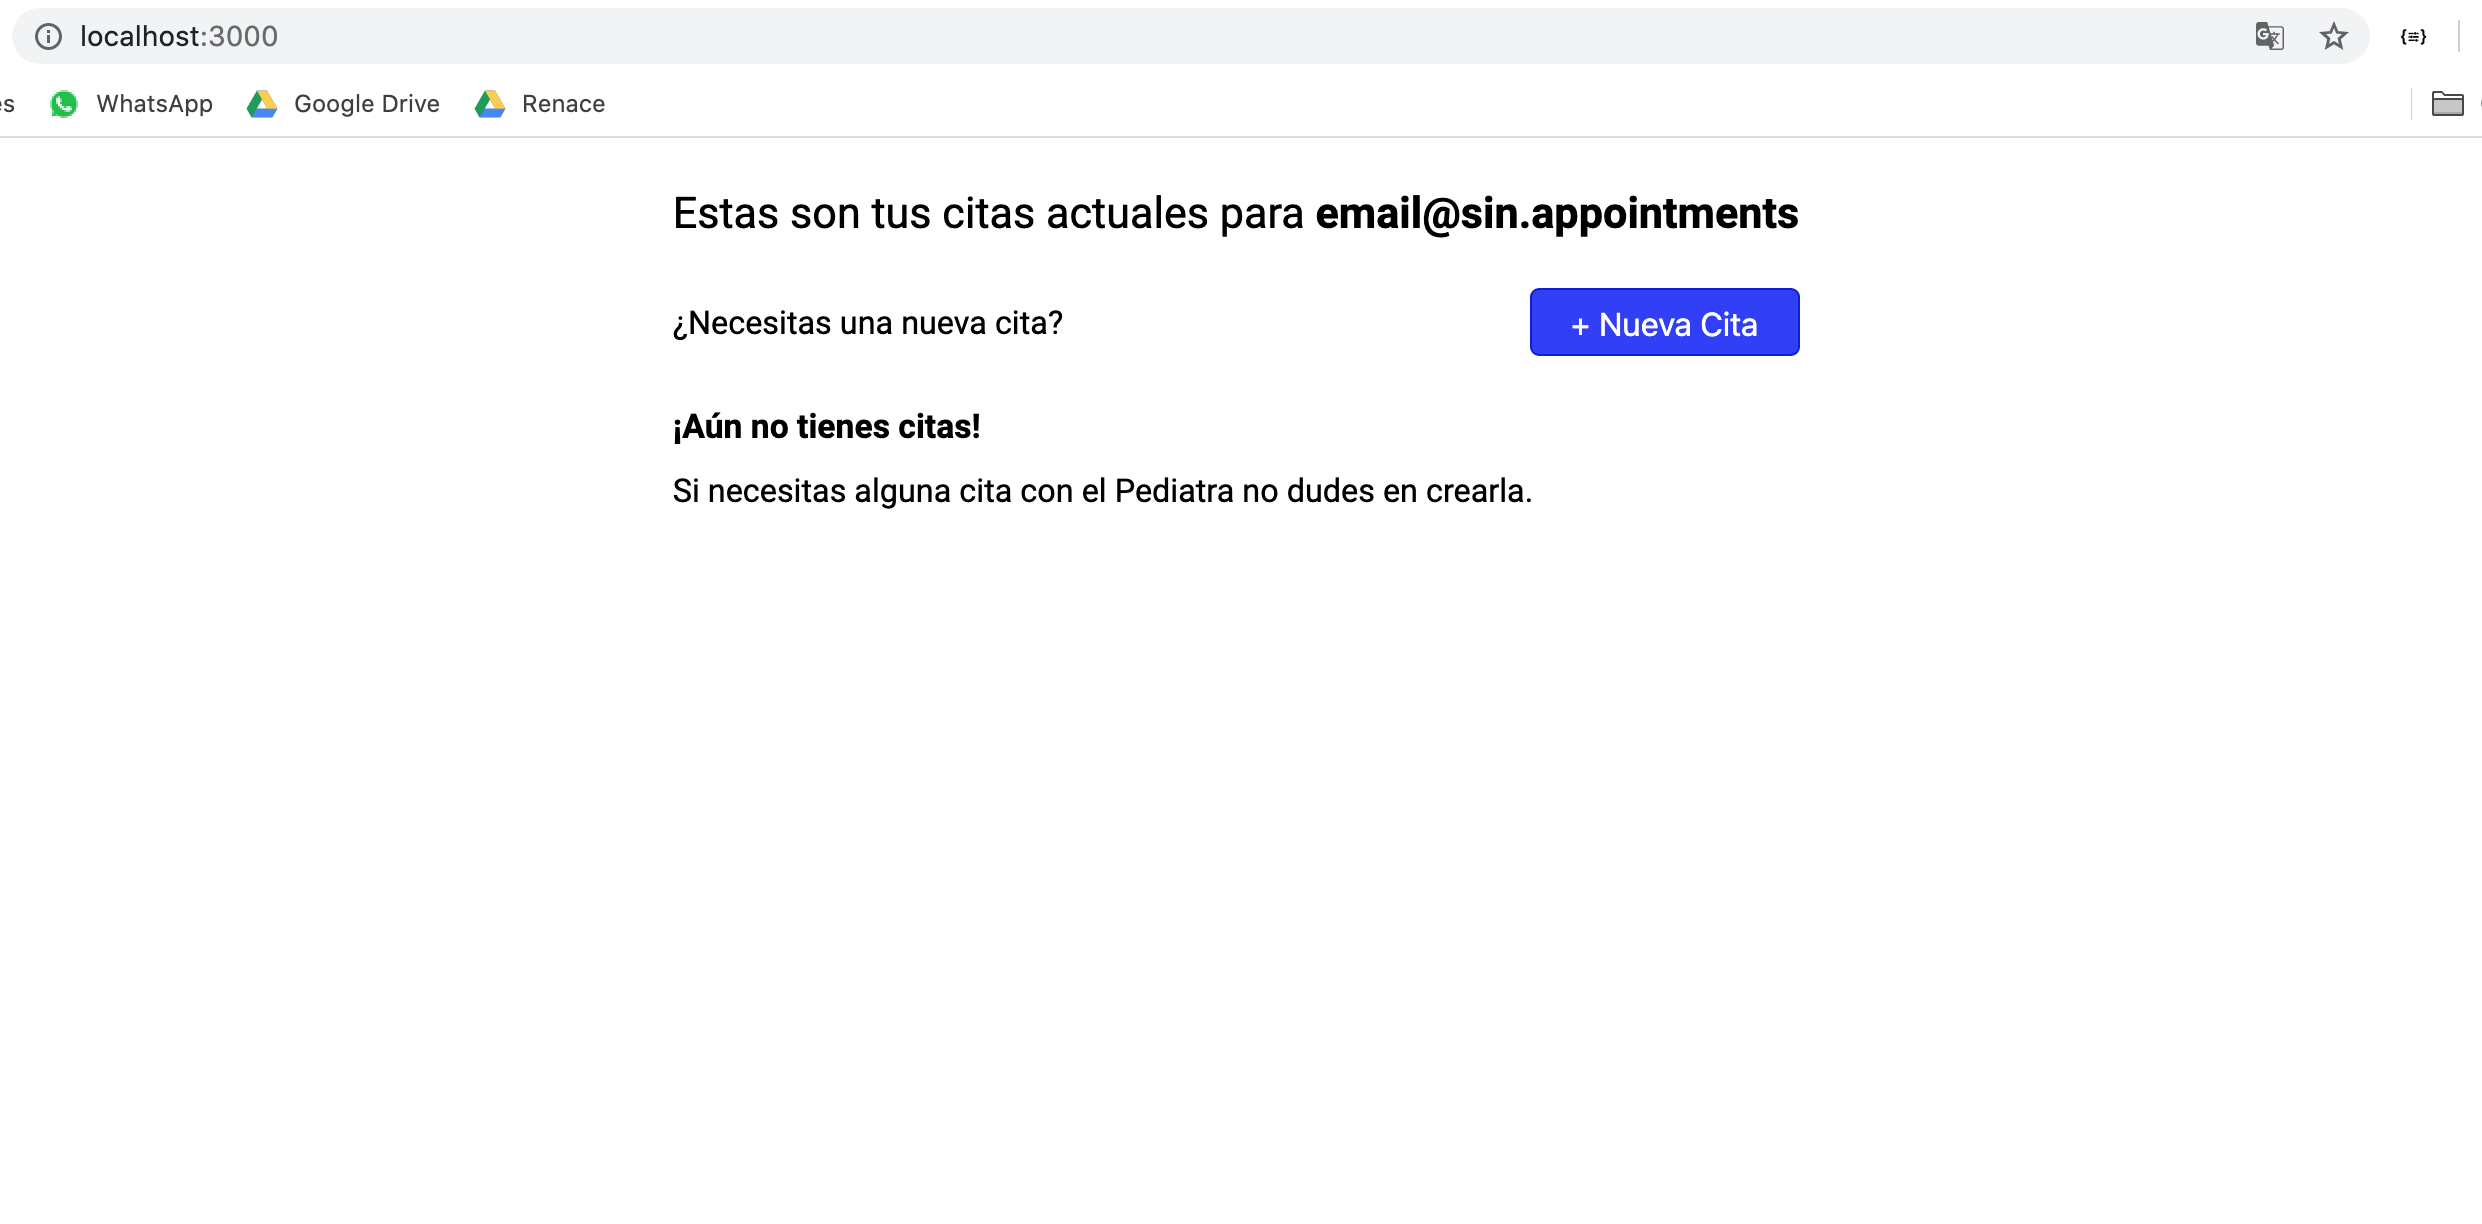 localhost:3000
es WhatsApp Google Drive Renace
Estas son tus citas actuales para email@sin.appointments
¿Necesitas una nueva cita? + Nueva Cita
¡Aún no tienes citas!
Si necesitas alguna cita con el Pediatra no dudes en crearla.